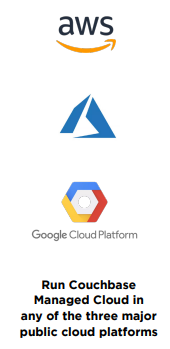 aws
Google Cloud Platform
Run Couchbase
Managed Cloud in
any of the three major
public cloud platforms